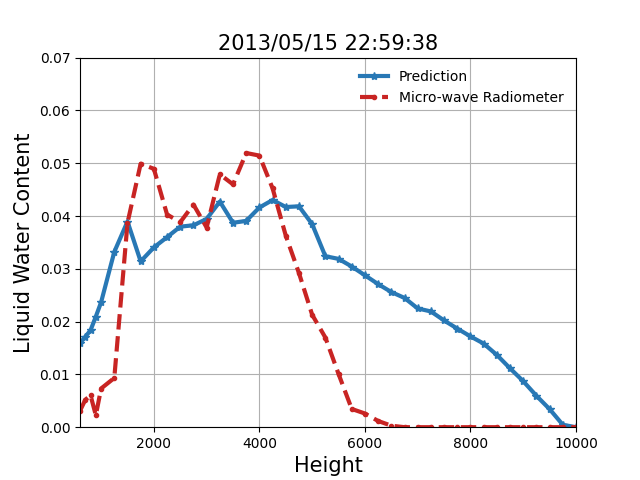 2013/05/15 22:59:38
Prediction
Micro-wave Radiometer
Liquid Water Content
0.07
0.06
0.05
0.04
0.03
0.02
0.01
0.00
2000 4000 6000 8000 10000
Height